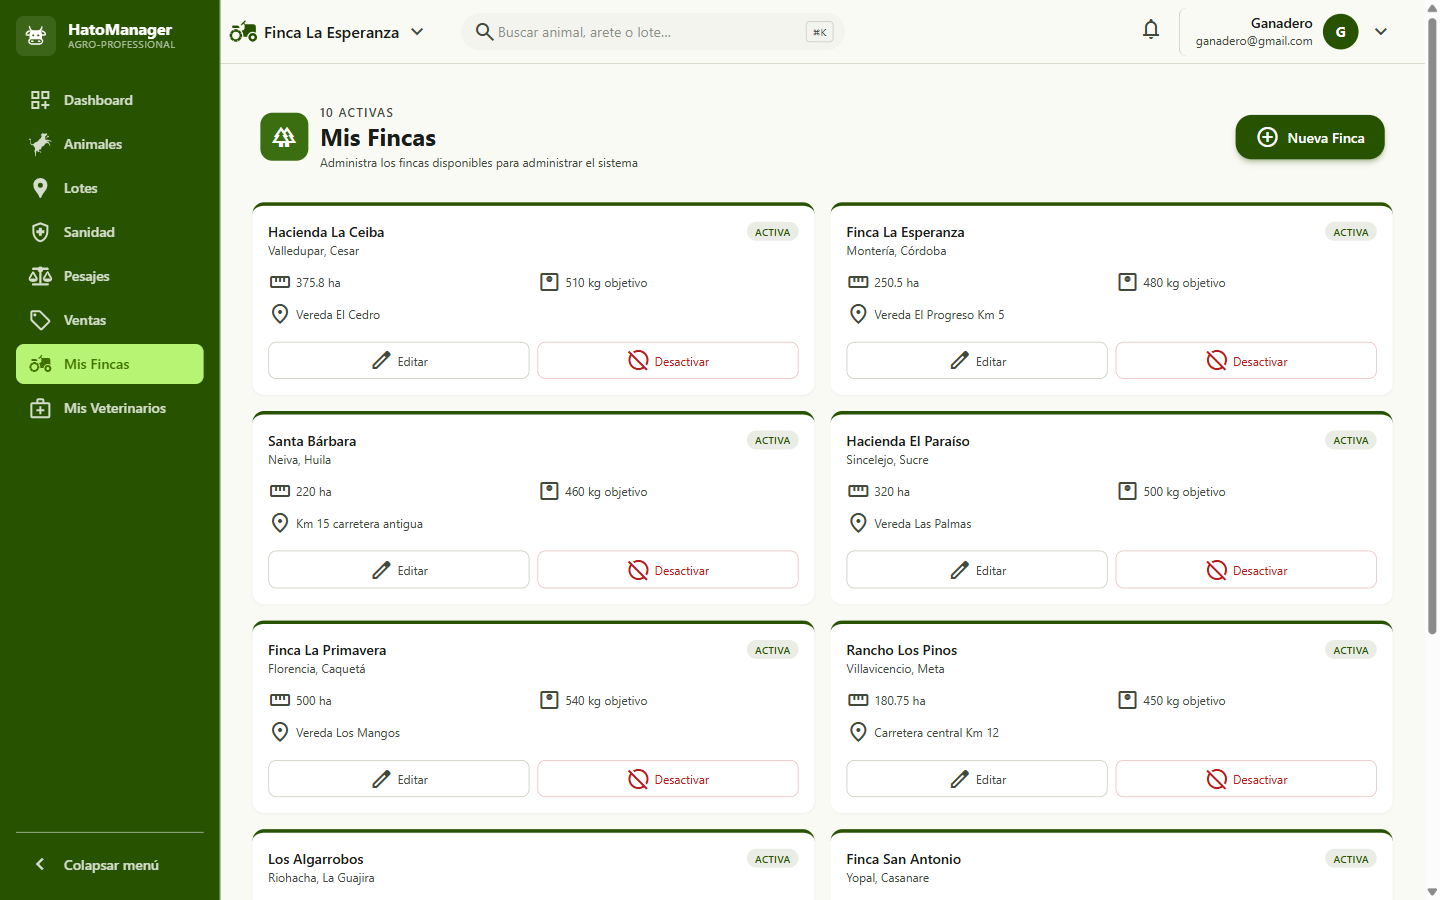 HatoManager
AGRO-PROFESSIONAL
Dashboard
Animales
Lotes
Sanidad
Pesajes
Ventas
Mis Fincas
Mis Veterinarios
Colapsar menú
Finca La Esperanza
Buscar animal, arete o lote...
⌘K
Ganadero
ganadero@gmail.com
G
10 ACTIVAS
Mis Fincas
Administra los fincas disponibles para administrar el sistema
Nueva Finca
Hacienda La Ceiba
ACTIVA
Valledupar, Cesar
375.8 ha
510 kg objetivo
Vereda El Cedro
Editar
Desactivar
Finca La Esperanza
ACTIVA
Montería, Córdoba
250.5 ha
480 kg objetivo
Vereda El Progreso Km 5
Editar
Desactivar
Santa Bárbara
ACTIVA
Neiva, Huila
220 ha
460 kg objetivo
Km 15 carretera antigua
Editar
Desactivar
Hacienda El Paraíso
ACTIVA
Sincelejo, Sucre
320 ha
500 kg objetivo
Vereda Las Palmas
Editar
Desactivar
Finca La Primavera
ACTIVA
Florencia, Caquetá
500 ha
540 kg objetivo
Vereda Los Mangos
Editar
Desactivar
Rancho Los Pinos
ACTIVA
Villavicencio, Meta
180.75 ha
450 kg objetivo
Carretera central Km 12
Editar
Desactivar
Los Algarrobos
ACTIVA
Riohacha, La Guajira
Finca San Antonio
ACTIVA
Yopal, Casanare